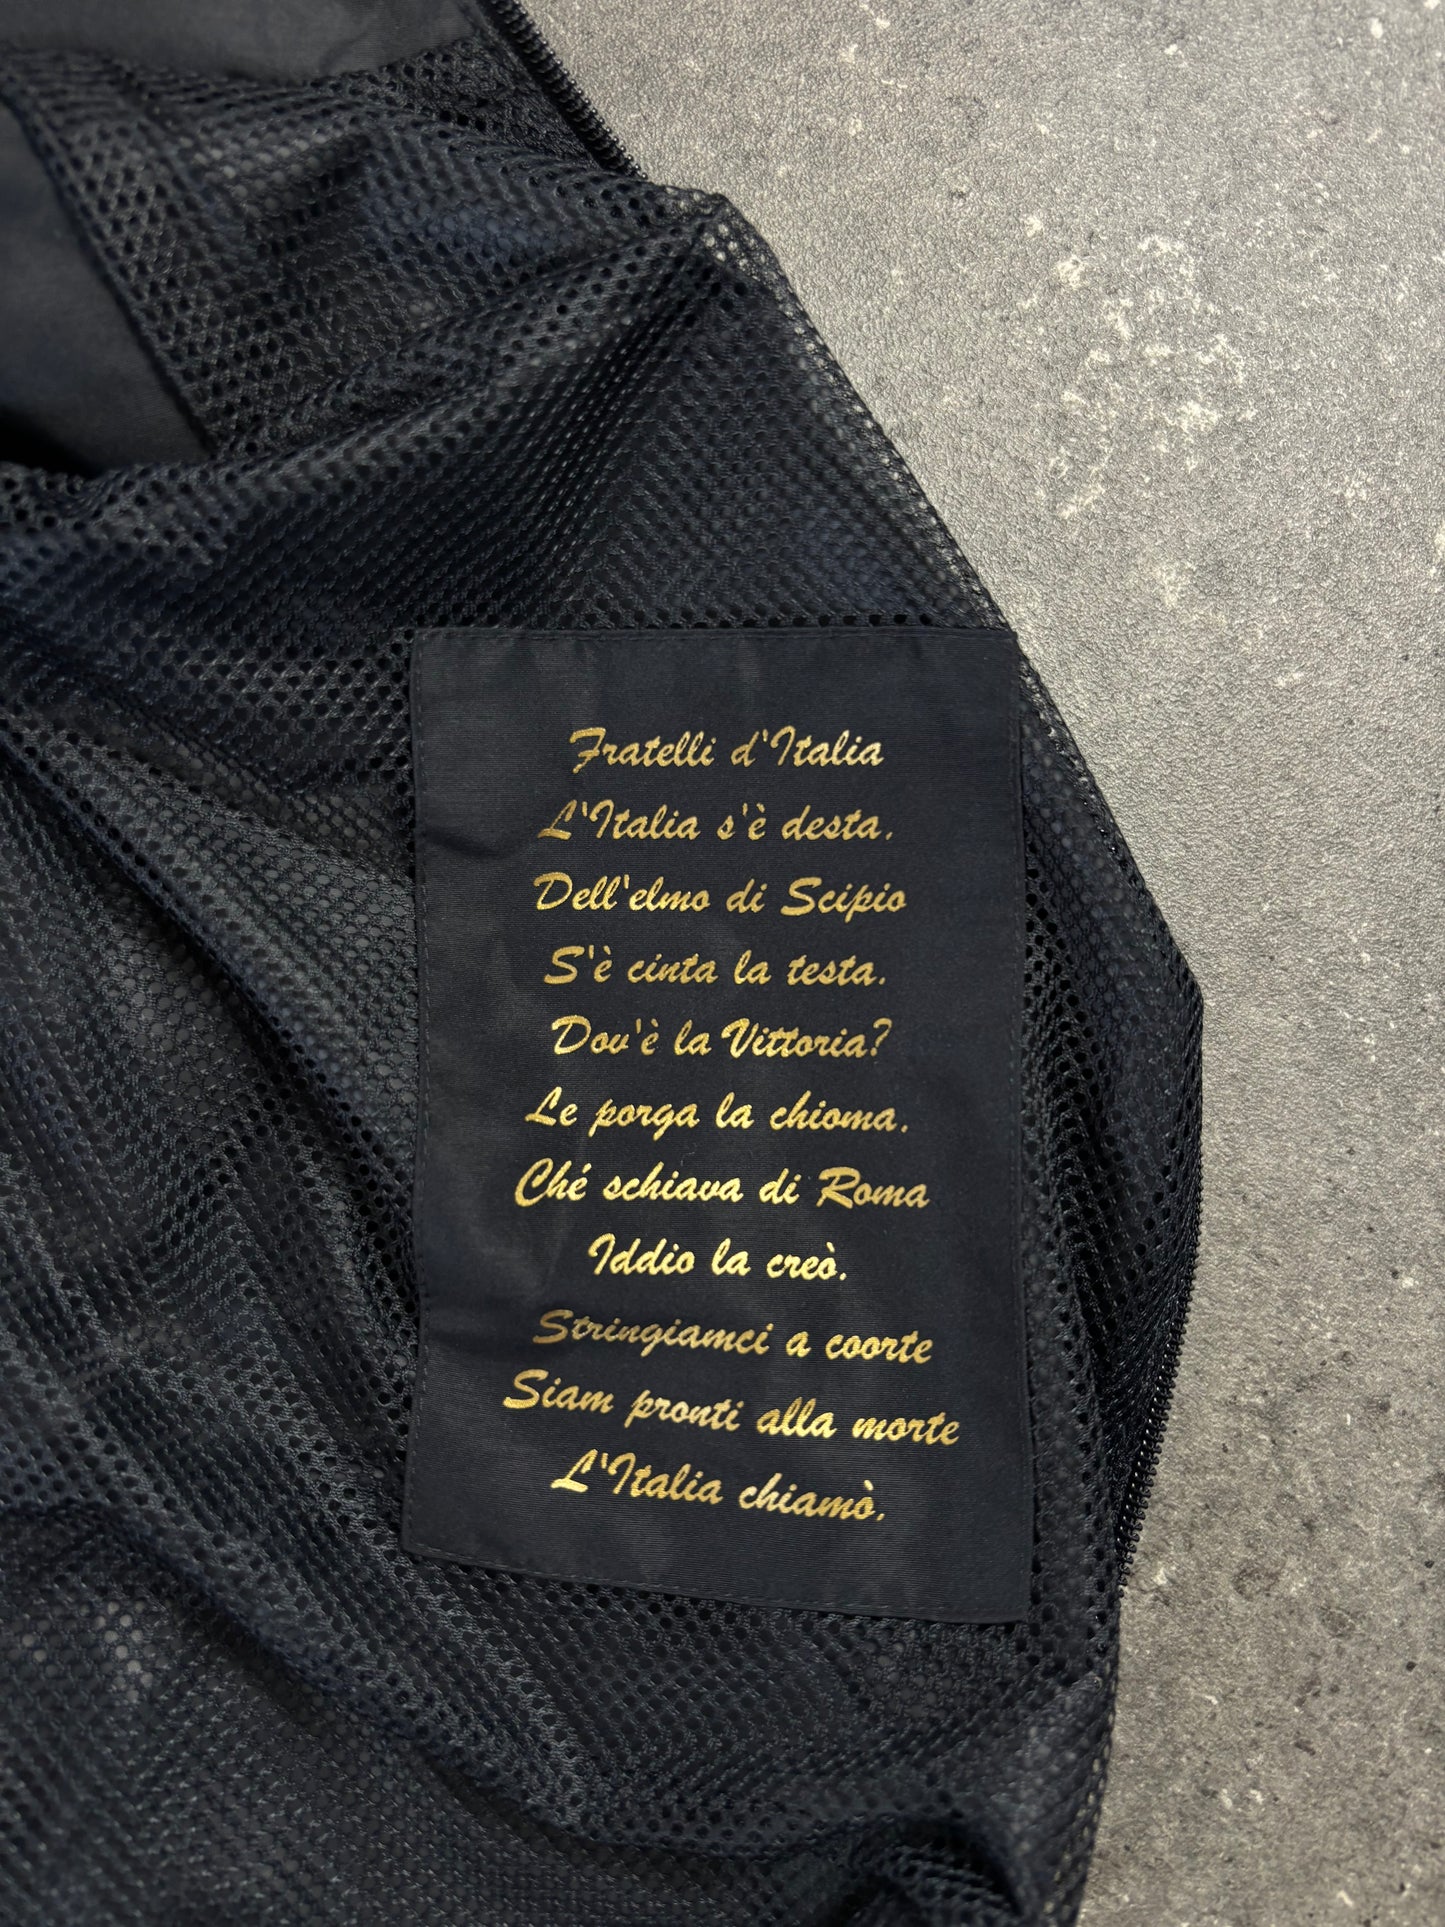 Fratelli d'Italia
L'Italia s'è desta.
Dell'elmo di Scipio
S'è cinta la testa.
Dov'è la Vittoria?
Le porga la chioma.
Ché schiava di Roma
Iddio la creò.
Stringiamci a coorte
Siam pronti alla morte
L'Italia chiamò.